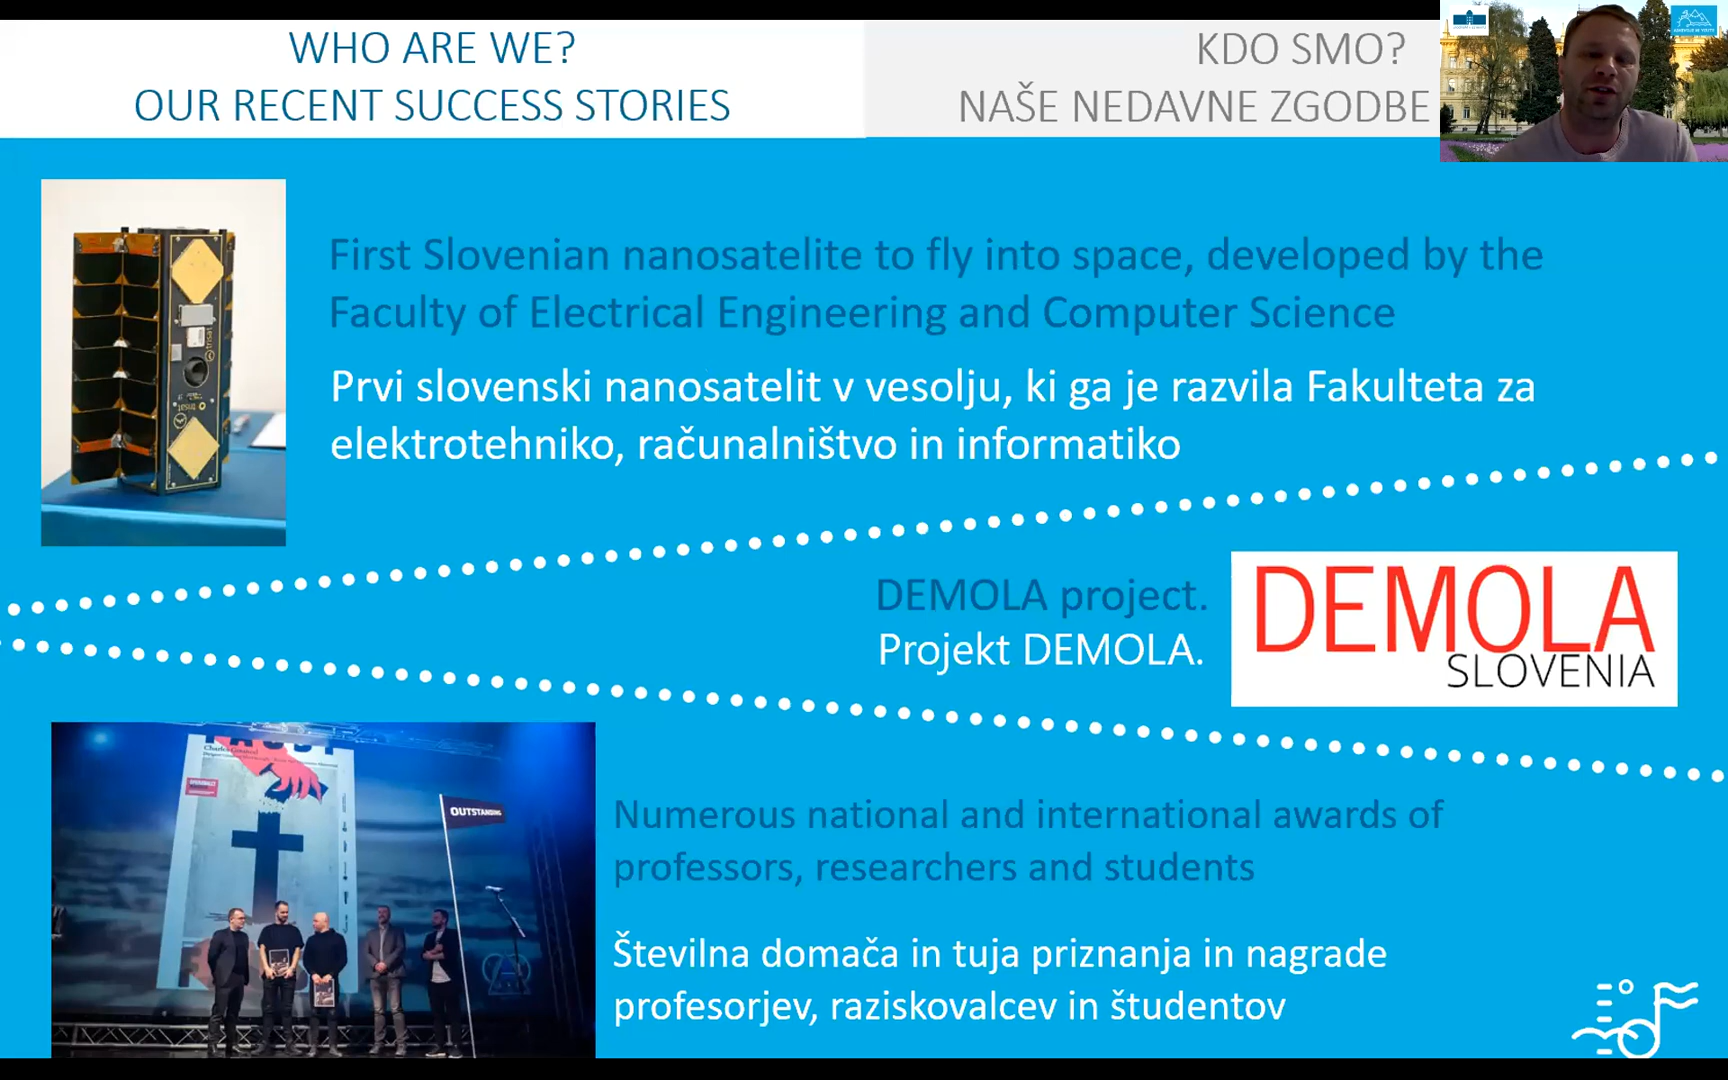 WHO ARE WE?
OUR RECENT SUCCESS STORIES
KDO SMO?
NAŠE NEDAVNE ZGODBE
First Slovenian nanosatelite to fly into space, developed by the
Faculty of Electrical Engineering and Computer Science
Prvi slovenski nanosatelit v vesolju, ki ga je razvila Fakulteta za
elektrotehniko, računalništvo in informatiko
DEMOLA project.
Projekt DEMOLA.
DEMOLA
SLOVENIA
OUTSTANDING
Numerous national and international awards of
professors, researchers and students
Številna domača in tuja priznanja in nagrade
profesorjev, raziskovalcev in študentov